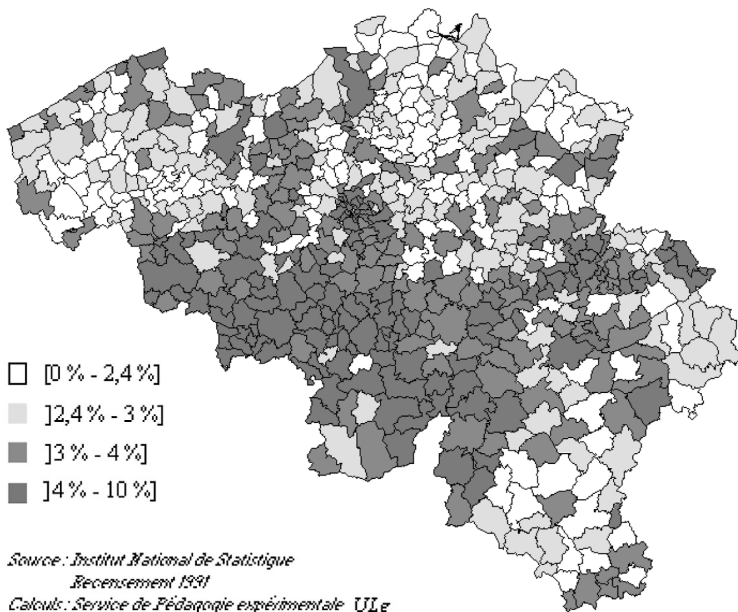 [0 % - 2,4 %]
]2,4 % - 3 %]
]3 % - 4 %]
]4 % - 10 %]
Source : Institut National de Statistique
Recensement 1991
Calculs : Service de Pédagogie expérimentale ULg